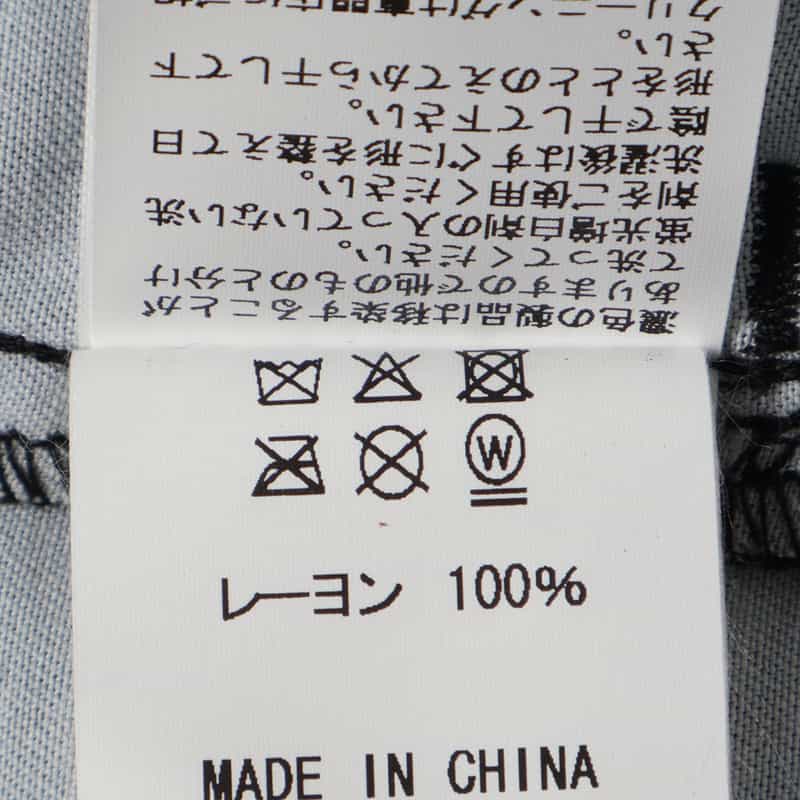 濃色の製品は移染することが
ありますので他のものと分け
て洗ってください。
蛍光増白剤の入っていない洗
剤をご使用ください。
洗濯後はすぐに形を整えて日
陰で干して下さい。
形をととのえてから干して下
さい。
W
レーヨン 100%
MADE IN CHINA